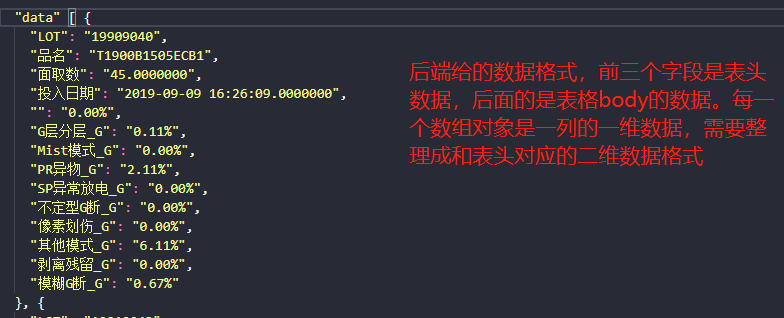 "data" [ {
"LOT": "19909040",
"品名": "T1900B1505ECB1",
"面取数": "45.0000000",
"投入日期": "2019-09-09 16:26:09.0000000",
"": "0.00%",
"G层分层_G": "0.11%",
"Mist模式_G": "0.00%",
"PR异物_G": "2.11%",
"SP异常放电_G": "0.00%",
"不定型G断_G": "0.00%",
"像素划伤_G": "0.00%",
"其他模式_G": "6.11%",
"剥离残留_G": "0.00%",
"模糊G断_G": "0.67%"
}, {
后端给的数据格式，前三个字段是表头
数据，后面的是表格body的数据。每一
个数组对象是一列的一维数据，需要整
理成和表头对应的二维数据格式